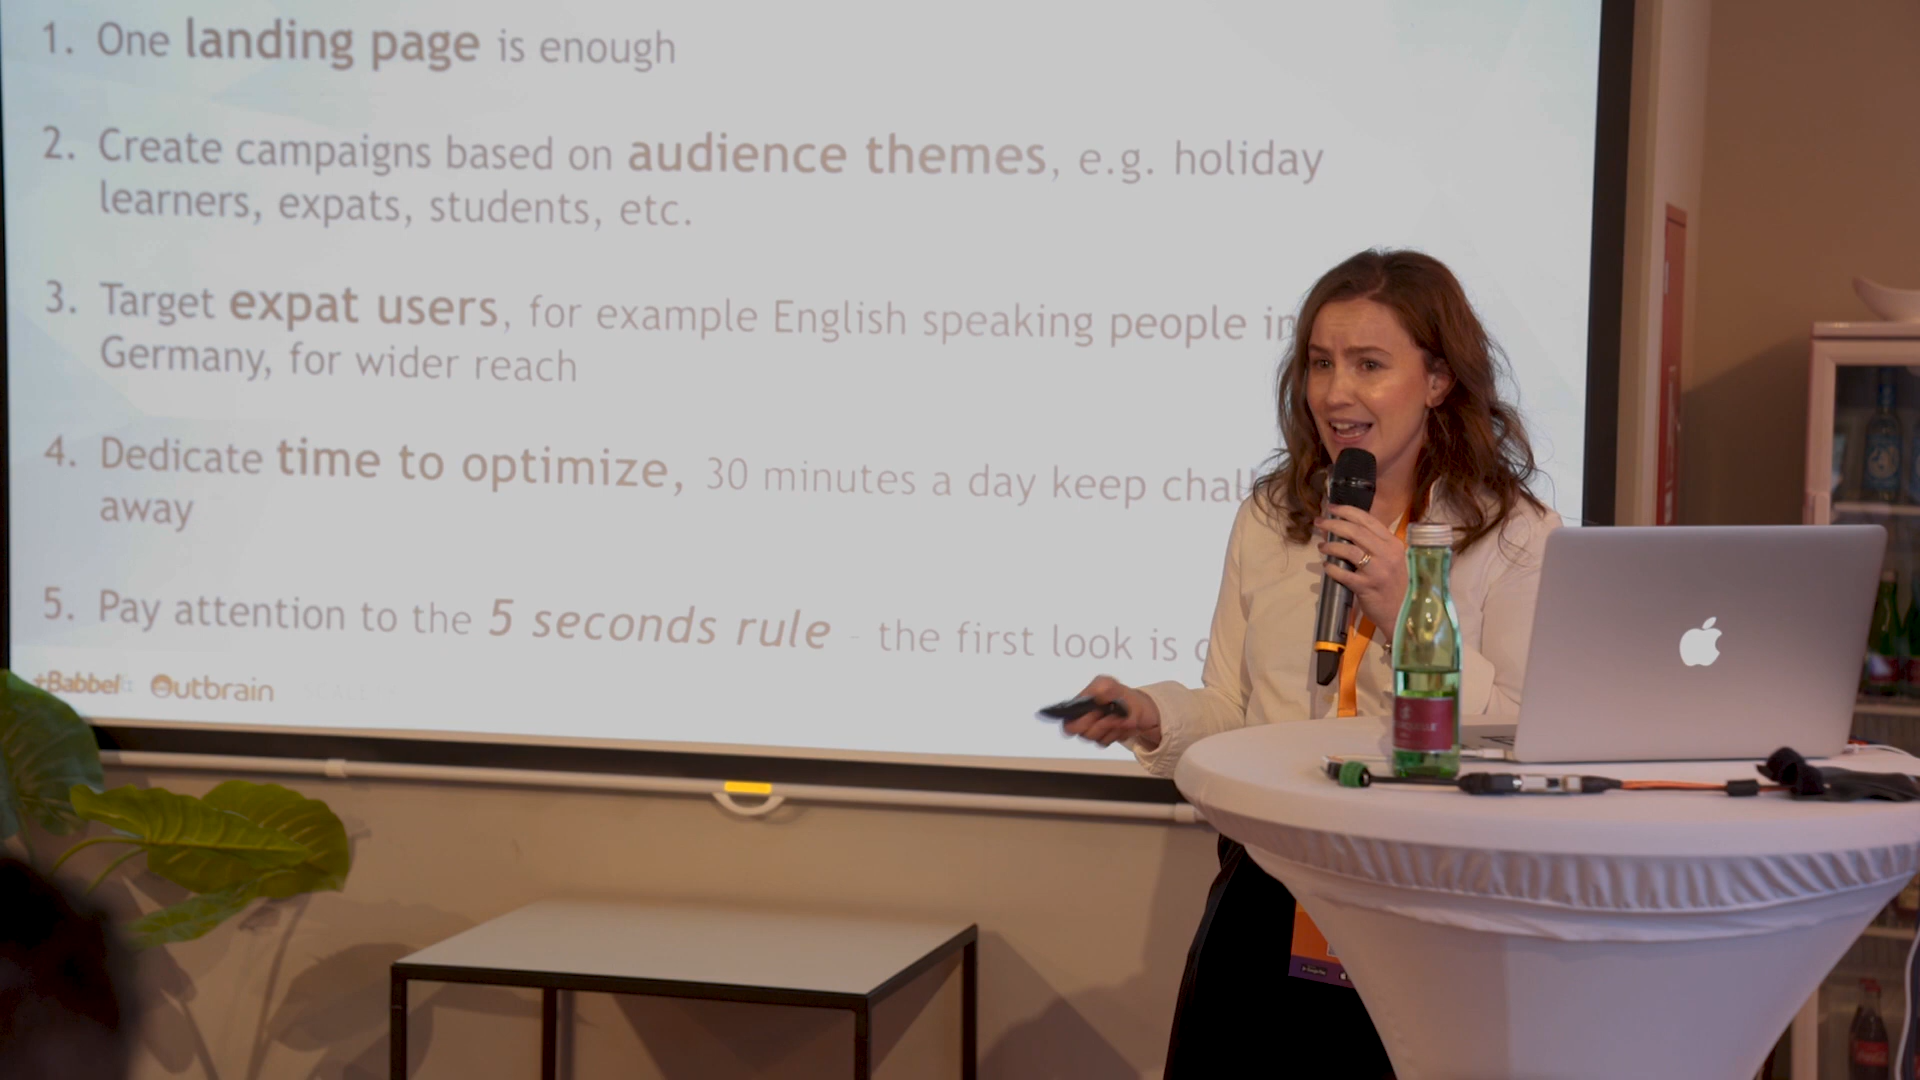 1. One landing page is enough
2. Create campaigns based on audience themes, e.g. holiday
learners, expats, students, etc.
3. Target expat users, for example English speaking people in
Germany, for wider reach
4. Dedicate time to optimize, 30 minutes a day keep
away
5. Pay attention to the 5 seconds rule - the first look is
+Babbel Outbrain